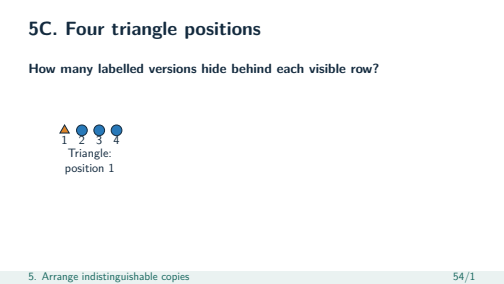 5C. Four triangle positions
How many labelled versions hide behind each visible row?
1 2 3 4
Triangle:
position 1
5. Arrange indistinguishable copies 54/1